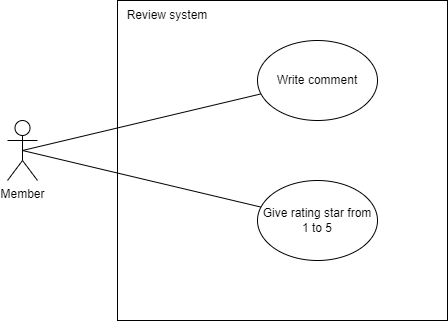 Review system
Write comment
Member
Give rating star from
1 to 5